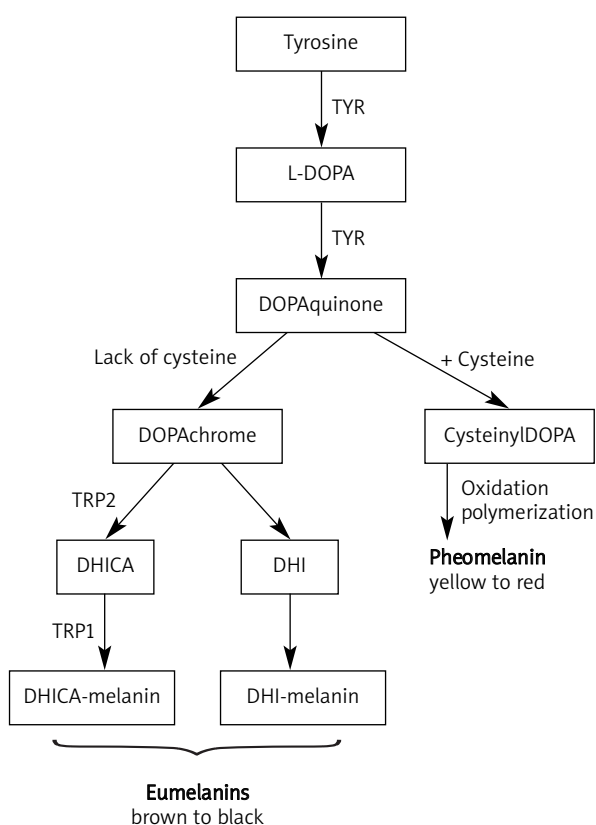 Tyrosine
TYR
L-DOPA
TYR
DOPAquinone
Lack of cysteine
+ Cysteine
DOPAchrome
CysteinylDOPA
TRP2
Oxidation
polymerization
DHICA
DHI
Pheomelanin
yellow to red
TRP1
DHICA-melanin
DHI-melanin
Eumelanins
brown to black